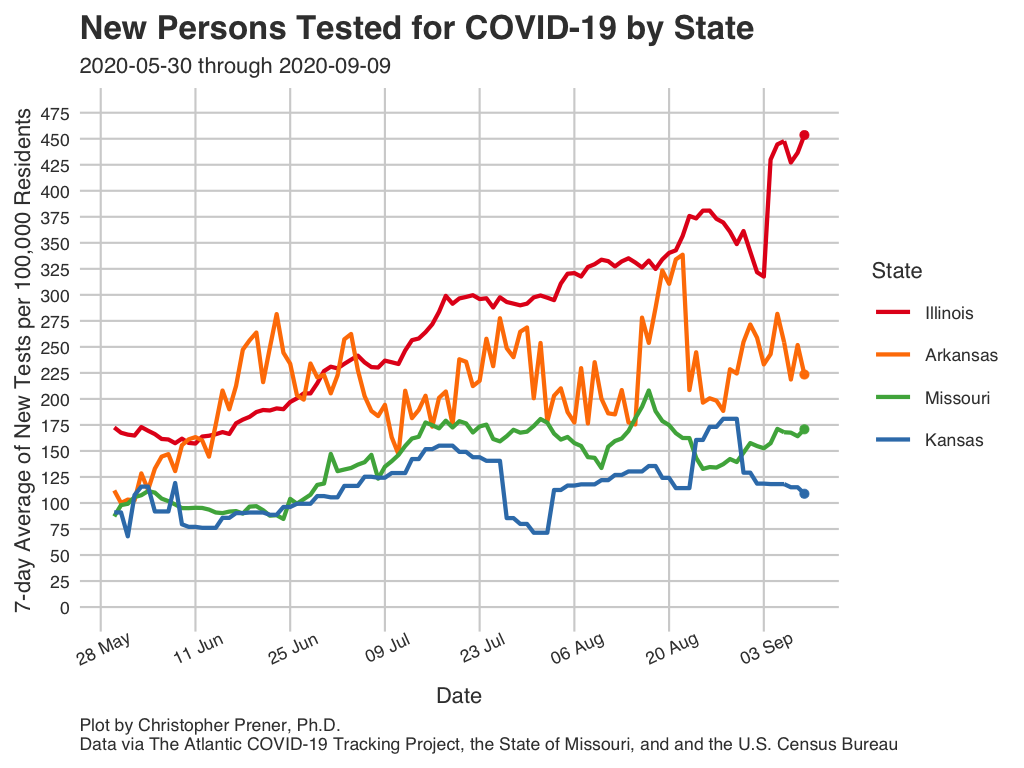 New Persons Tested for COVID-19 by State
2020-05-30 through 2020-09-09
7-day Average of New Tests per 100,000 Residents
475
450
425
400
375
350
325
300
275
250
225
200
175
150
125
100
75
50
25
0
28 May
11 Jun
25 Jun
09 Jul
23 Jul
06 Aug
20 Aug
03 Sep
Date
State
Illinois
Arkansas
Missouri
Kansas
Plot by Christopher Prener, Ph.D.
Data via The Atlantic COVID-19 Tracking Project, the State of Missouri, and and the U.S. Census Bureau